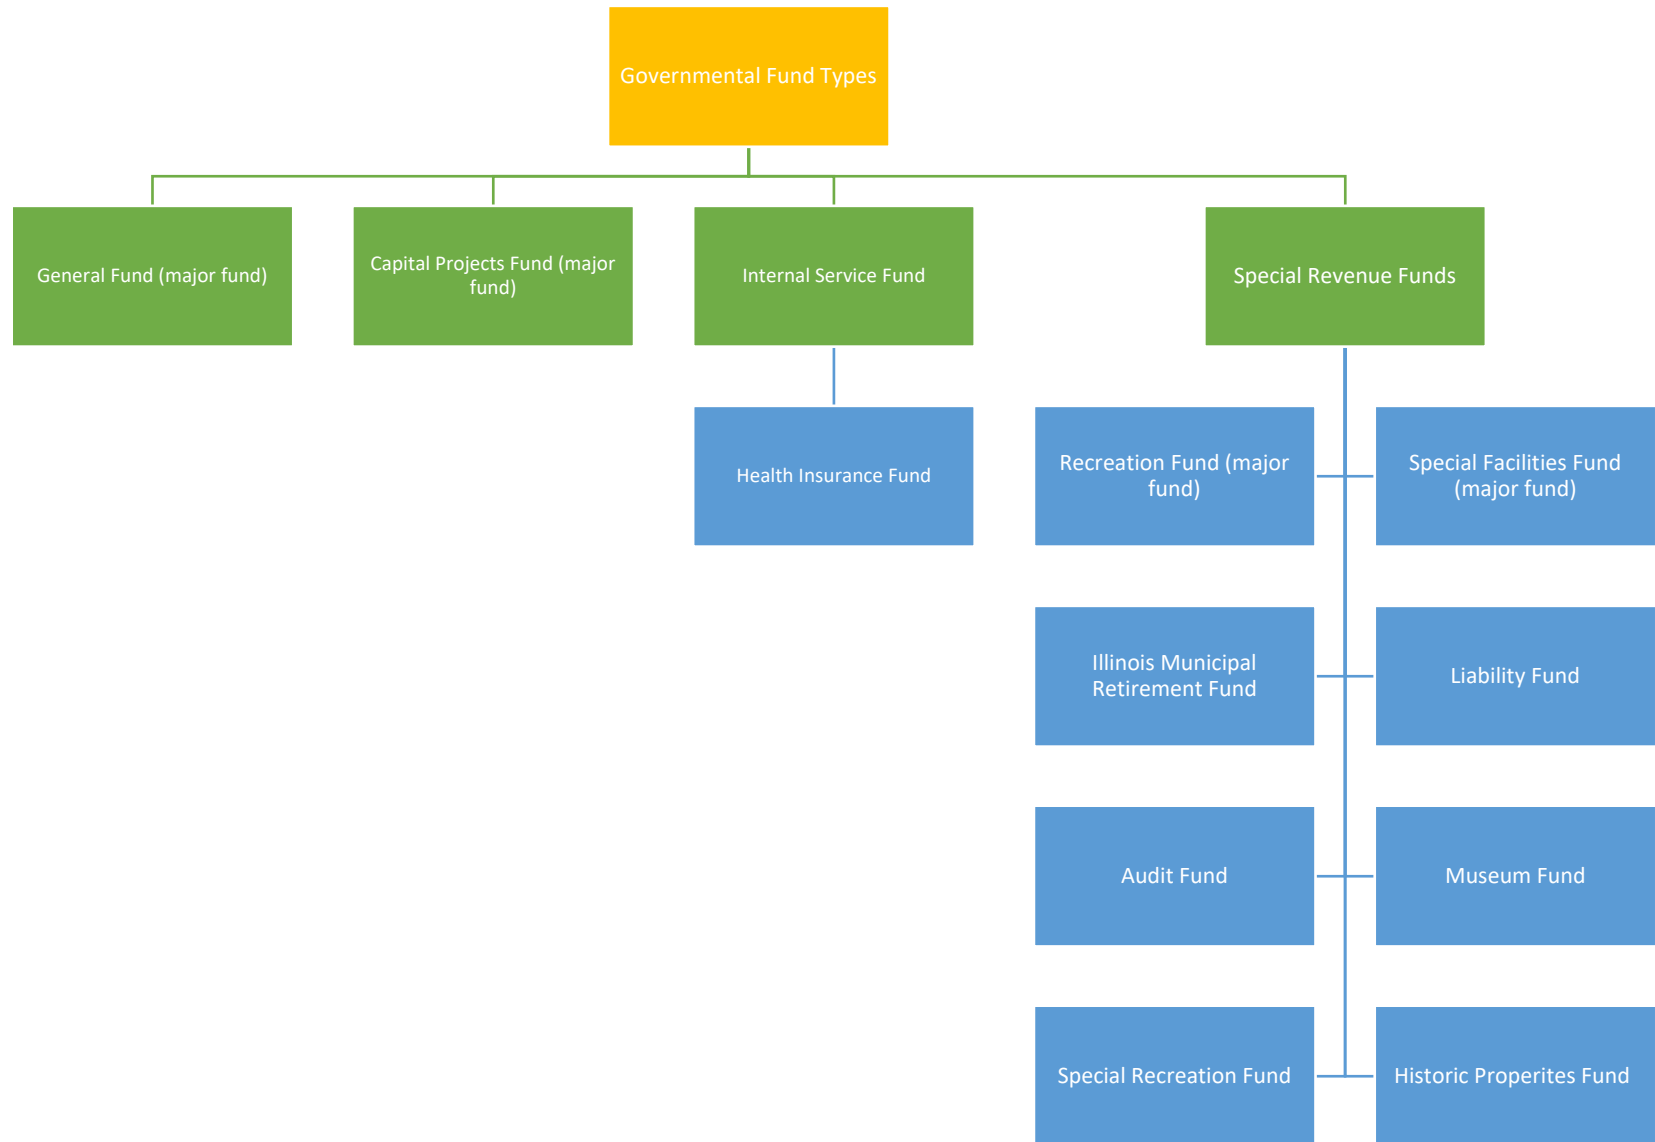 Governmental Fund Types
General Fund (major fund)
Capital Projects Fund (major
fund)
Internal Service Fund
Special Revenue Funds
Health Insurance Fund
Recreation Fund (major
fund)
Special Facilities Fund
(major fund)
Illinois Municipal
Retirement Fund
Liability Fund
Audit Fund
Museum Fund
Special Recreation Fund
Historic Properites Fund